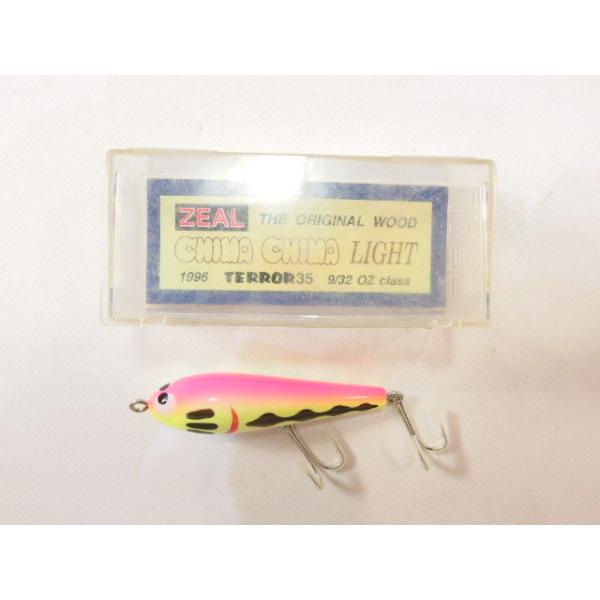 ZEAL THE ORIGINAL WOOD
CHIMA CHIMA LIGHT
1996 TERROR35 9/32 OZ class
ZEAL